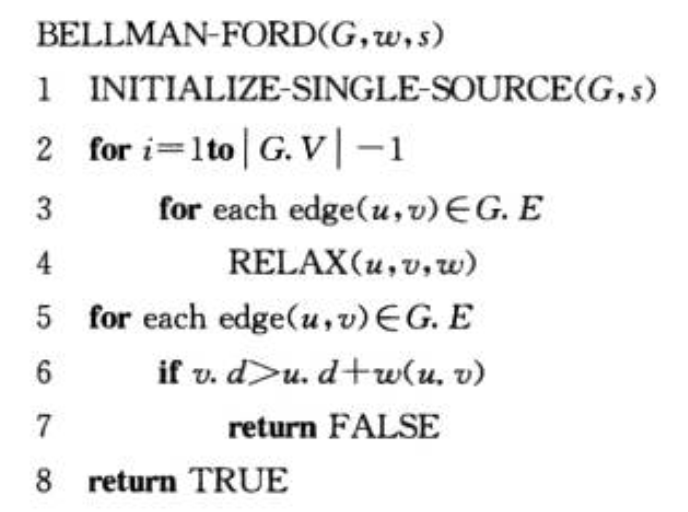 BELLMAN-FORD(G,w,s)
1 INITIALIZE-SINGLE-SOURCE(G,s)
2 for i=1to|G.V|-1
3 for each edge(u,v)∈G.E
4 RELAX(u,v,w)
5 for each edge(u,v)∈G.E
6 if v.d>u.d+w(u.v)
7 return FALSE
8 return TRUE